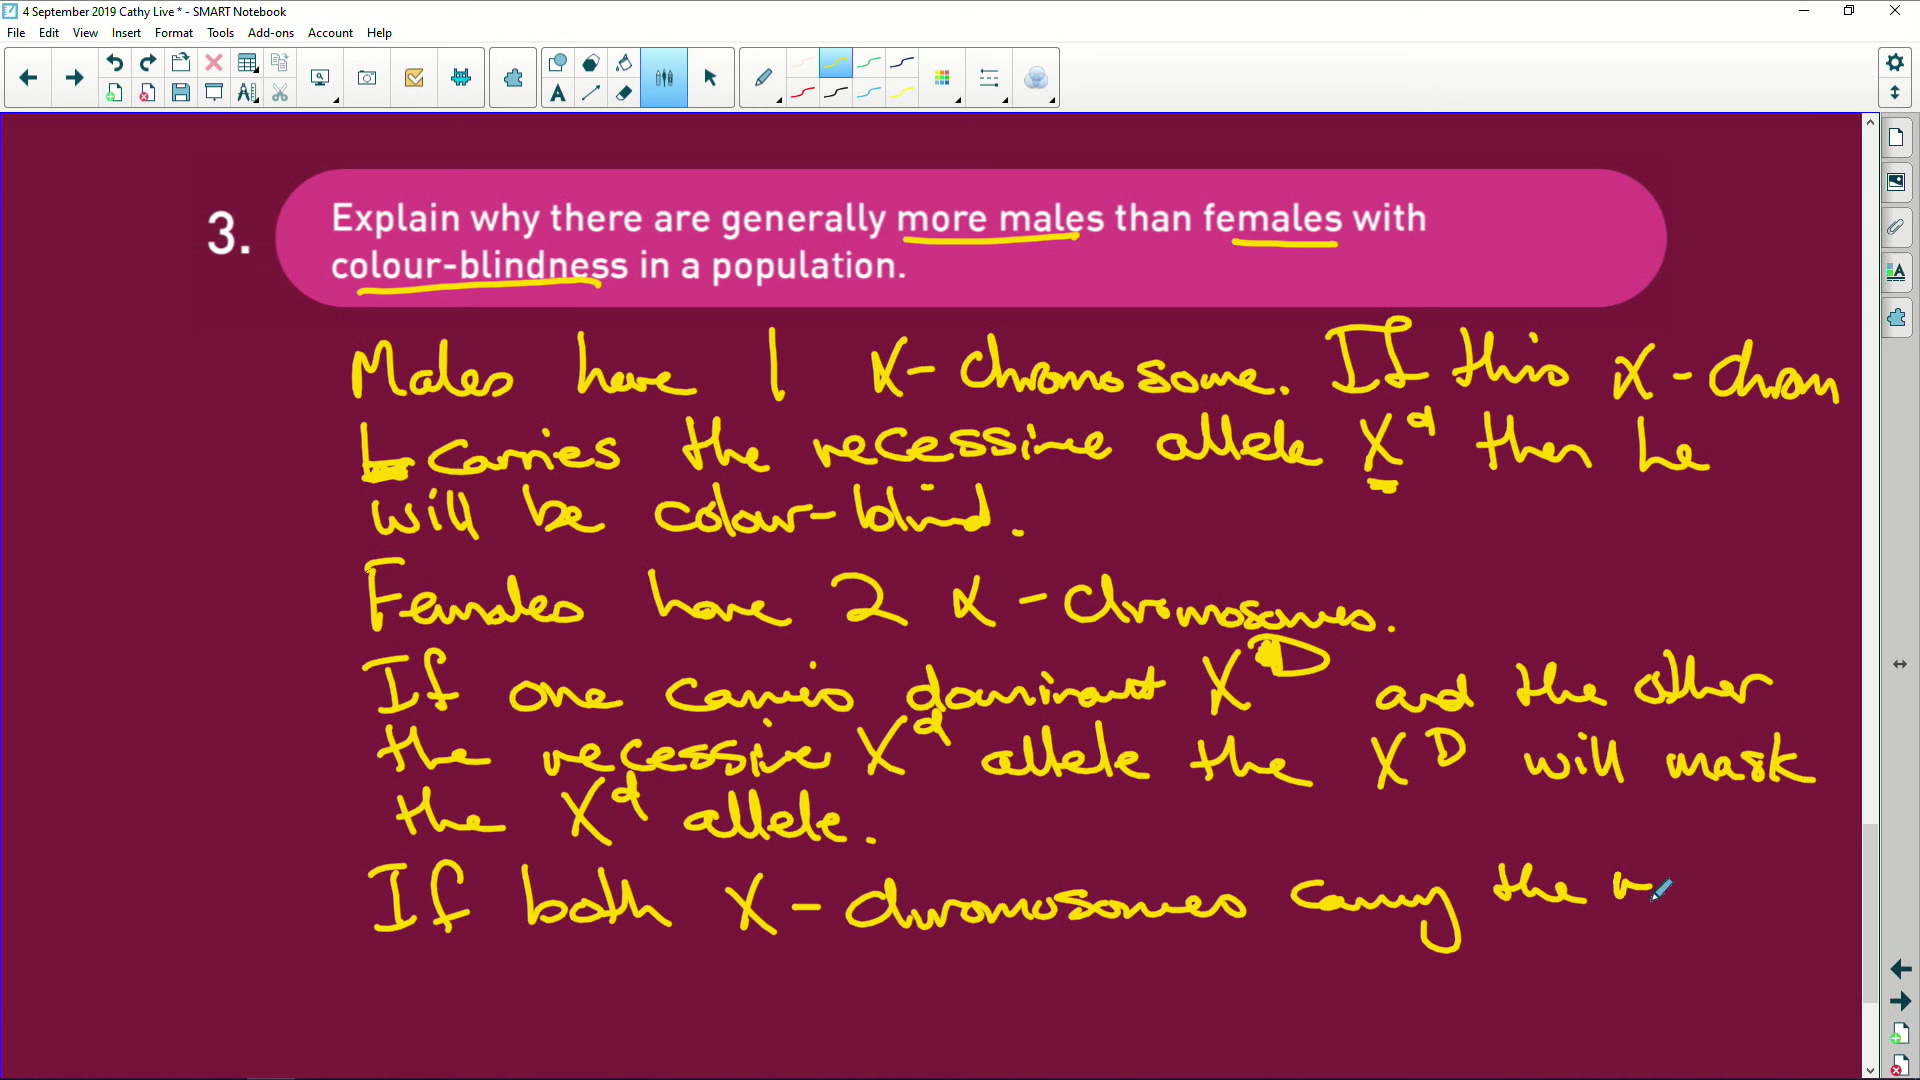 4 September 2019 Cathy Live * - SMART Notebook
File Edit View Insert Format Tools Add-ons Account Help
3. Explain why there are generally more males than females with
colour-blindness in a population.
Males have 1 X-chromosome. If this X-chrom
carries the recessive allele Xᵈ then he
will be colour-blind.
Females have 2 X-chromosomes.
If one carries dominant Xᴰ and the other
the recessive Xᵈ allele the Xᴰ will mask
the Xᵈ allele.
If both X-chromosomes carry the r